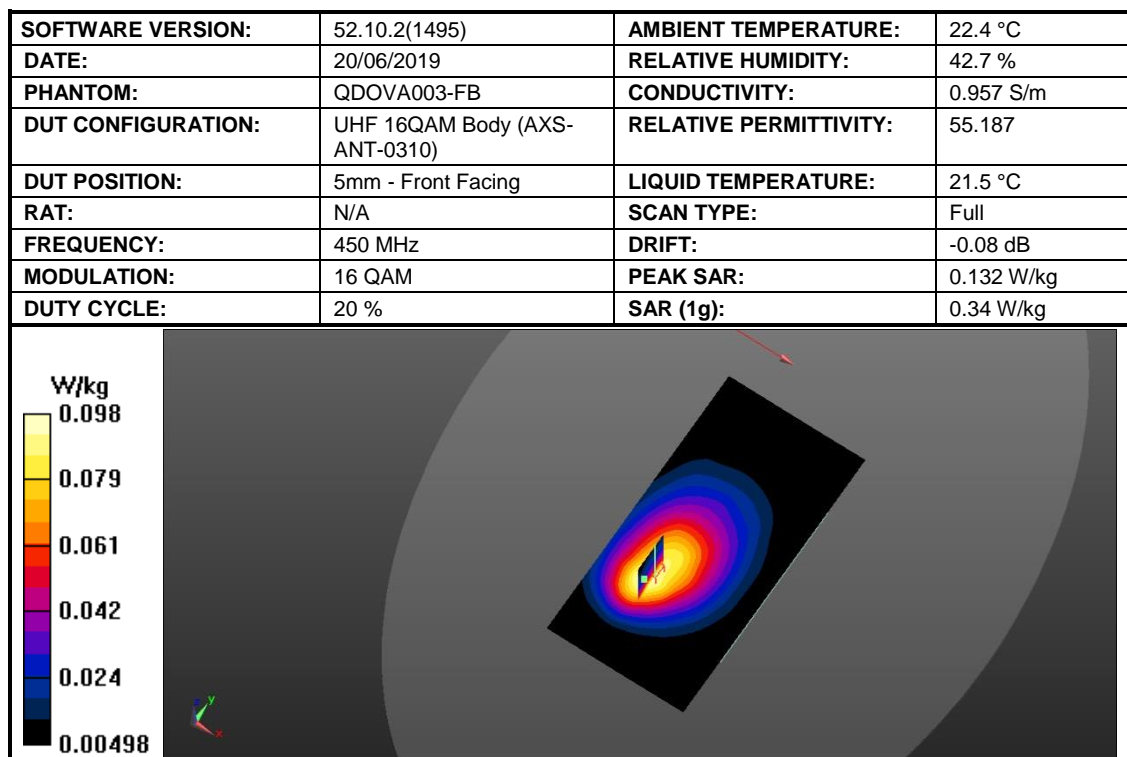 SOFTWARE VERSION: 52.10.2(1495) AMBIENT TEMPERATURE: 22.4 °C
DATE: 20/06/2019 RELATIVE HUMIDITY: 42.7 %
PHANTOM: QDOVA003-FB CONDUCTIVITY: 0.957 S/m
DUT CONFIGURATION: UHF 16QAM Body (AXS- RELATIVE PERMITTIVITY: 55.187
ANT-0310)
DUT POSITION: 5mm - Front Facing LIQUID TEMPERATURE: 21.5 °C
RAT: N/A SCAN TYPE: Full
FREQUENCY: 450 MHz DRIFT: -0.08 dB
MODULATION: 16 QAM PEAK SAR: 0.132 W/kg
DUTY CYCLE: 20 % SAR (1g): 0.34 W/kg
W/kg
0.098
0.079
0.061
0.042
0.024
0.00498
y
x